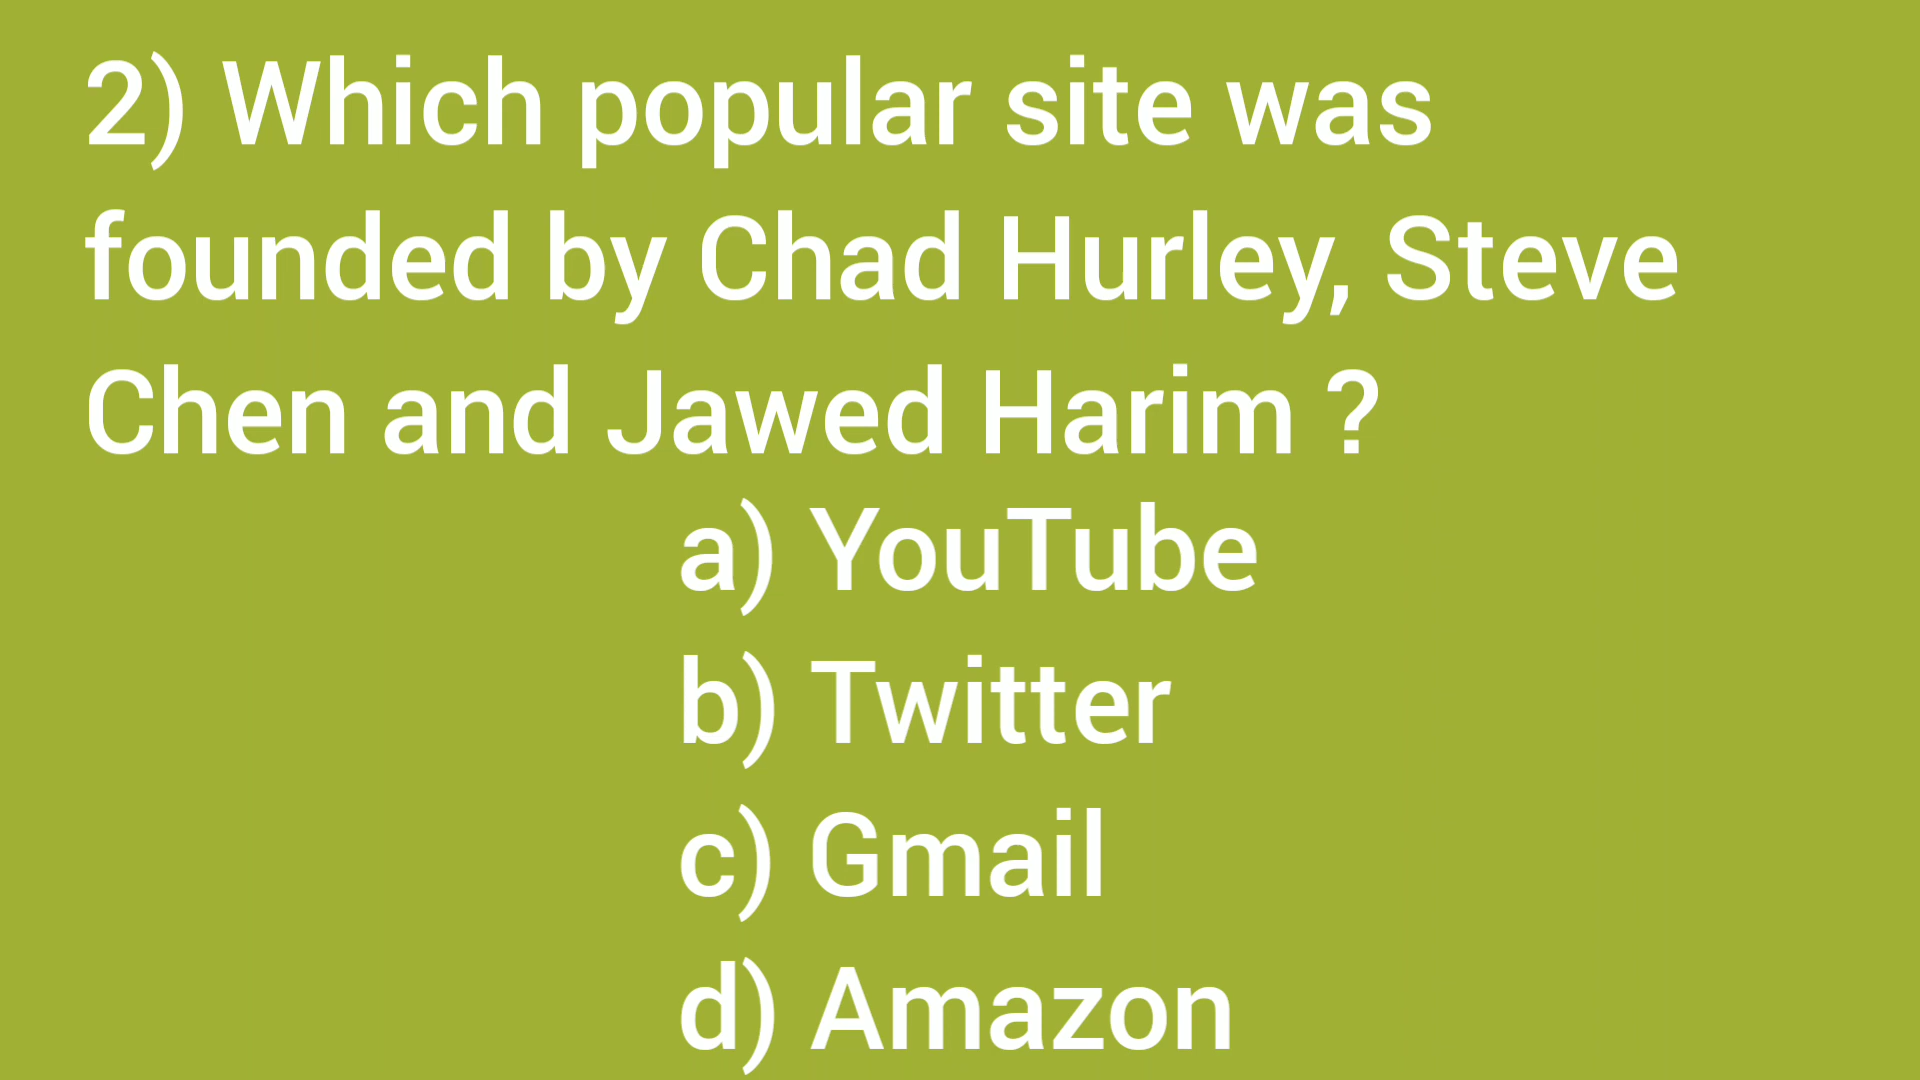 2) Which popular site was
founded by Chad Hurley, Steve
Chen and Jawed Harim ?
a) YouTube
b) Twitter
c) Gmail
d) Amazon